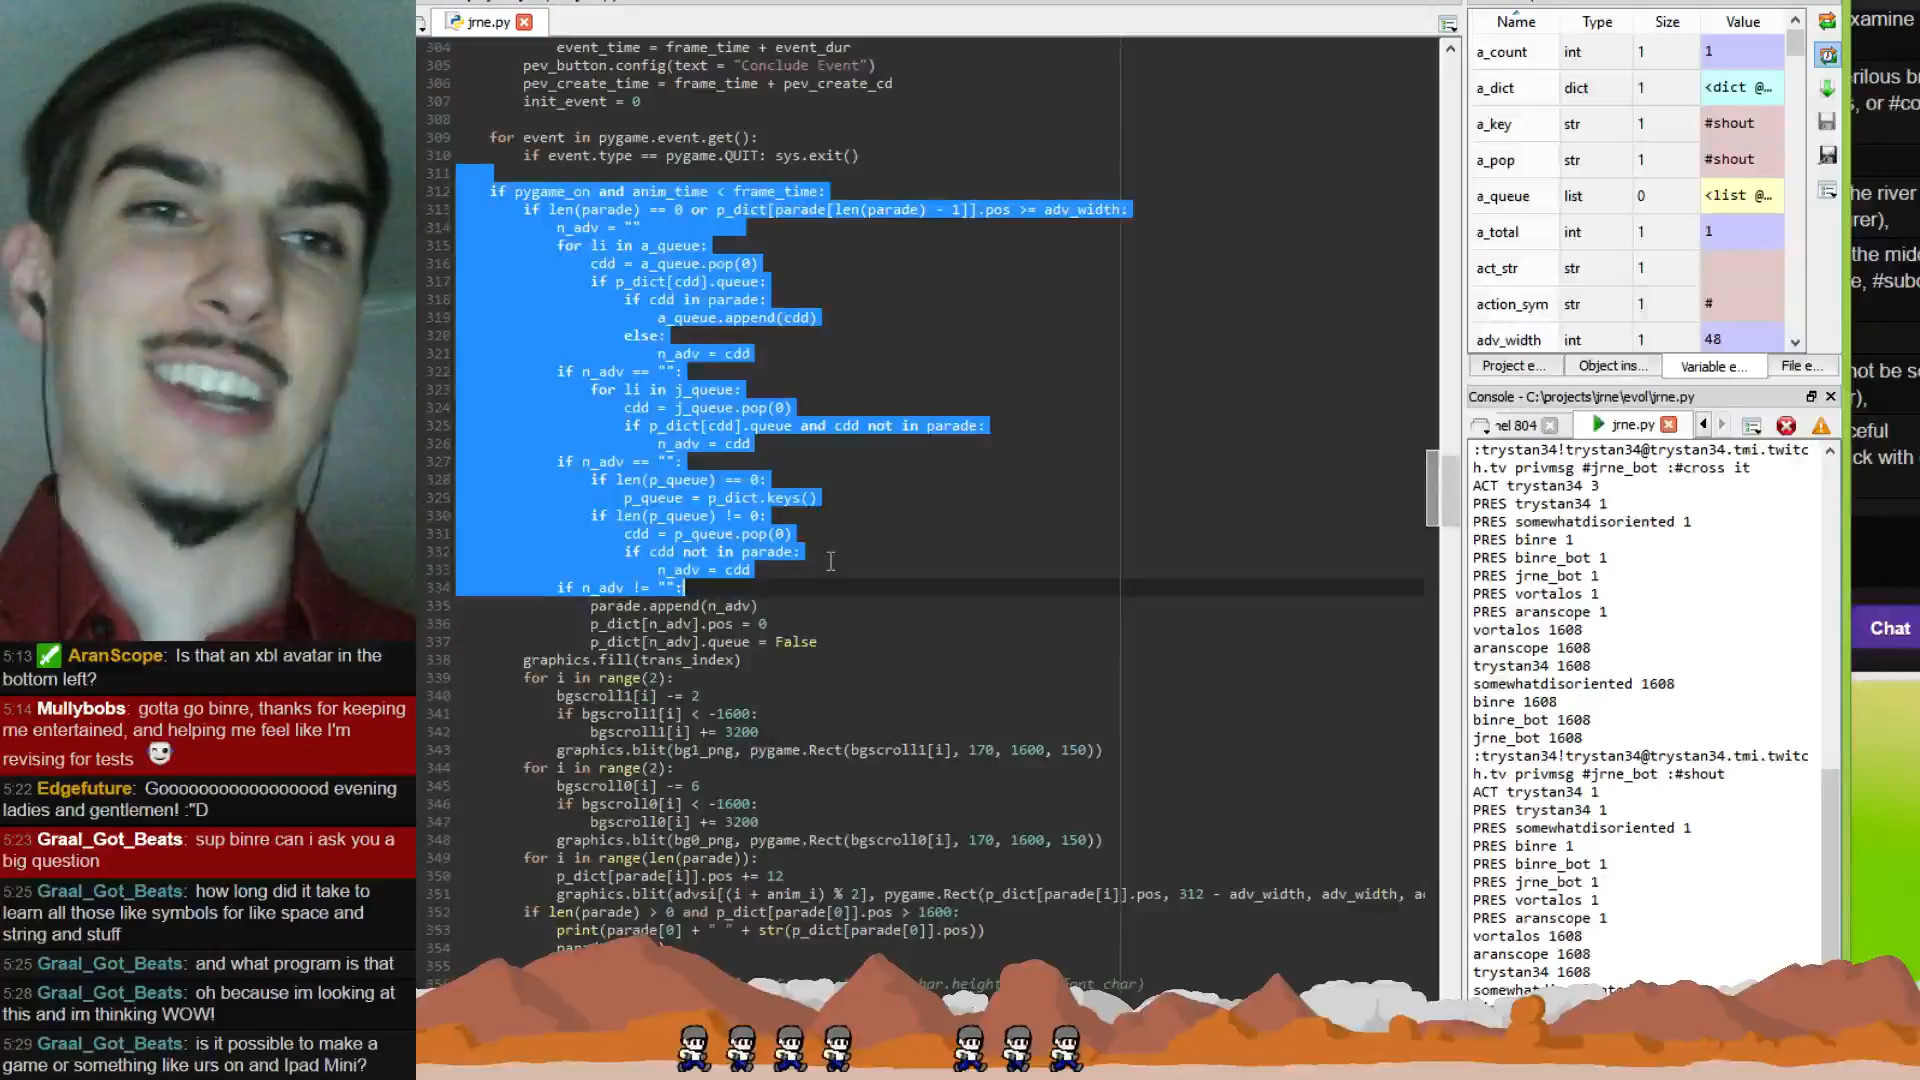 jrne.py
304 event_time = frame_time + event_dur
305 pev_button.config(text = "Conclude Event")
306 pev_create_time = frame_time + pev_create_cd
307 init_event = 0
308
309 for event in pygame.event.get():
310 if event.type == pygame.QUIT: sys.exit()
311
312 if pygame_on and anim_time < frame_time:
313 if len(parade) == 0 or p_dict[parade[len(parade) - 1]].pos >= adv_width:
314 n_adv = ""
315 for li in a_queue:
316 cdd = a_queue.pop(0)
317 if p_dict[cdd].queue:
318 if cdd in parade:
319 a_queue.append(cdd)
320 else:
321 n_adv = cdd
322 if n_adv == "":
323 for li in j_queue:
324 cdd = j_queue.pop(0)
325 if p_dict[cdd].queue and cdd not in parade:
326 n_adv = cdd
327 if n_adv == "":
328 if len(p_queue) == 0:
329 p_queue = p_dict.keys()
330 if len(p_queue) != 0:
331 cdd = p_queue.pop(0)
332 if cdd not in parade:
333 n_adv = cdd
334 if n_adv != "":
335 parade.append(n_adv)
336 p_dict[n_adv].pos = 0
337 p_dict[n_adv].queue = False
338 graphics.fill(trans_index)
339 for i in range(2):
340 bgscroll1[i] -= 2
341 if bgscroll1[i] < -1600:
342 bgscroll1[i] += 3200
343 graphics.blit(bg1_png, pygame.Rect(bgscroll1[i], 170, 1600, 150))
344 for i in range(2):
345 bgscroll0[i] -= 6
346 if bgscroll0[i] < -1600:
347 bgscroll0[i] += 3200
348 graphics.blit(bg0_png, pygame.Rect(bgscroll0[i], 170, 1600, 150))
349 for i in range(len(parade)):
350 p_dict[parade[i]].pos += 12
351 graphics.blit(advsi[(i + anim_i) % 2], pygame.Rect(p_dict[parade[i]].pos, 312 - adv_width, adv_width,
352 if len(parade) > 0 and p_dict[parade[0]].pos > 1600:
353 print(parade[0] + " " + str(p_dict[parade[0]].pos))
354
355
5:13 AranScope: Is that an xbl avatar in the
bottom left?
5:14 Mullybobs: gotta go binre, thanks for keeping
me entertained, and helping me feel like I'm
revising for tests
5:22 Edgefuture: Gooooooooooooooood evening
ladies and gentlemen! :"D
5:23 Graal_Got_Beats: sup binre can i ask you a
big question
5:25 Graal_Got_Beats: how long did it take to
learn all those like symbols for like space and
string and stuff
5:25 Graal_Got_Beats: and what program is that
5:28 Graal_Got_Beats: oh because im looking at
this and im thinking WOW!
5:29 Graal_Got_Beats: is it possible to make a
game or something like urs on and Ipad Mini?
Name Type Size Value
a_count int 1 1
a_dict dict 1 <dict @...
a_key str 1 #shout
a_pop str 1 #shout
a_queue list 0 <list @...
a_total int 1 1
act_str str 1
action_sym str 1 #
adv_width int 1 48
Project e... Object ins... Variable e... File e...
Console - C:\projects\jrne\evol\jrne.py
nel 804 jrne.py
:trystan34!trystan34@trystan34.tmi.twitc
h.tv privmsg #jrne_bot :#cross it
ACT trystan34 3
PRES trystan34 1
PRES somewhatdisoriented 1
PRES binre 1
PRES binre_bot 1
PRES jrne_bot 1
PRES vortalos 1
PRES aranscope 1
vortalos 1608
aranscope 1608
trystan34 1608
somewhatdisoriented 1608
binre 1608
binre_bot 1608
jrne_bot 1608
:trystan34!trystan34@trystan34.tmi.twitc
h.tv privmsg #jrne_bot :#shout
ACT trystan34 1
PRES trystan34 1
PRES somewhatdisoriented 1
PRES binre 1
PRES binre_bot 1
PRES jrne_bot 1
PRES vortalos 1
PRES aranscope 1
vortalos 1608
aranscope 1608
trystan34 1608
xamine
rilous
, or #co
he river
rer),
the mid
e, #subd
not be s
r),
ceful
ck with
Chat